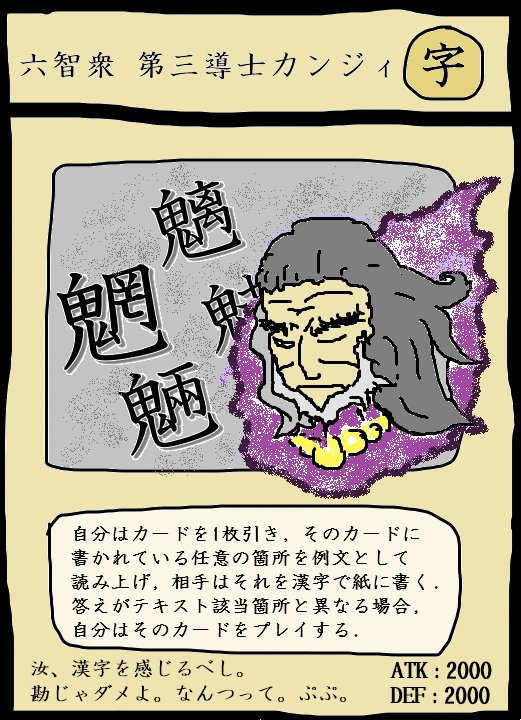 六智衆 第三導士カンジィ
字
魑
魍
魅
魎
自分はカードを1枚引き，そのカードに
書かれている任意の箇所を例文として
読み上げ，相手はそれを漢字で紙に書く．
答えがテキスト該当箇所と異なる場合，
自分はそのカードをプレイする．
汝、漢字を感じるべし。
勘じゃダメよ。なんつって。ぷぷ。
ATK : 2000
DEF : 2000